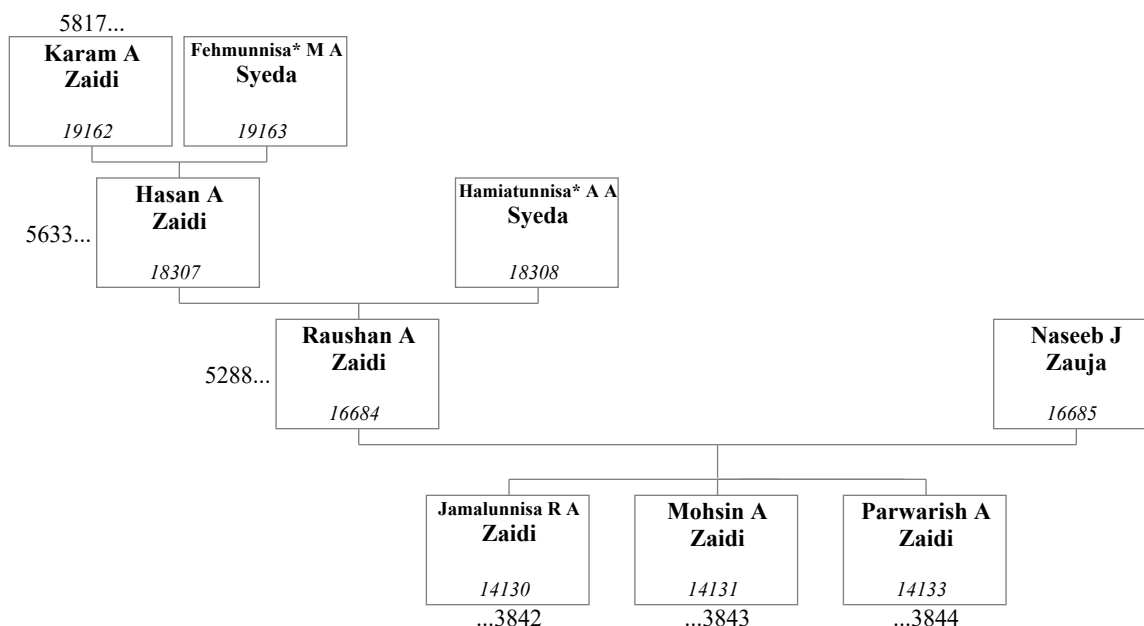 5817...
Karam A
Zaidi
19162
Fehmunnisa* M A
Syeda
19163
5633...
Hasan A
Zaidi
18307
Hamiatunnisa* A A
Syeda
18308
5288...
Raushan A
Zaidi
16684
Naseeb J
Zauja
16685
Jamalunnisa R A
Zaidi
14130
...3842
Mohsin A
Zaidi
14131
...3843
Parwarish A
Zaidi
14133
...3844